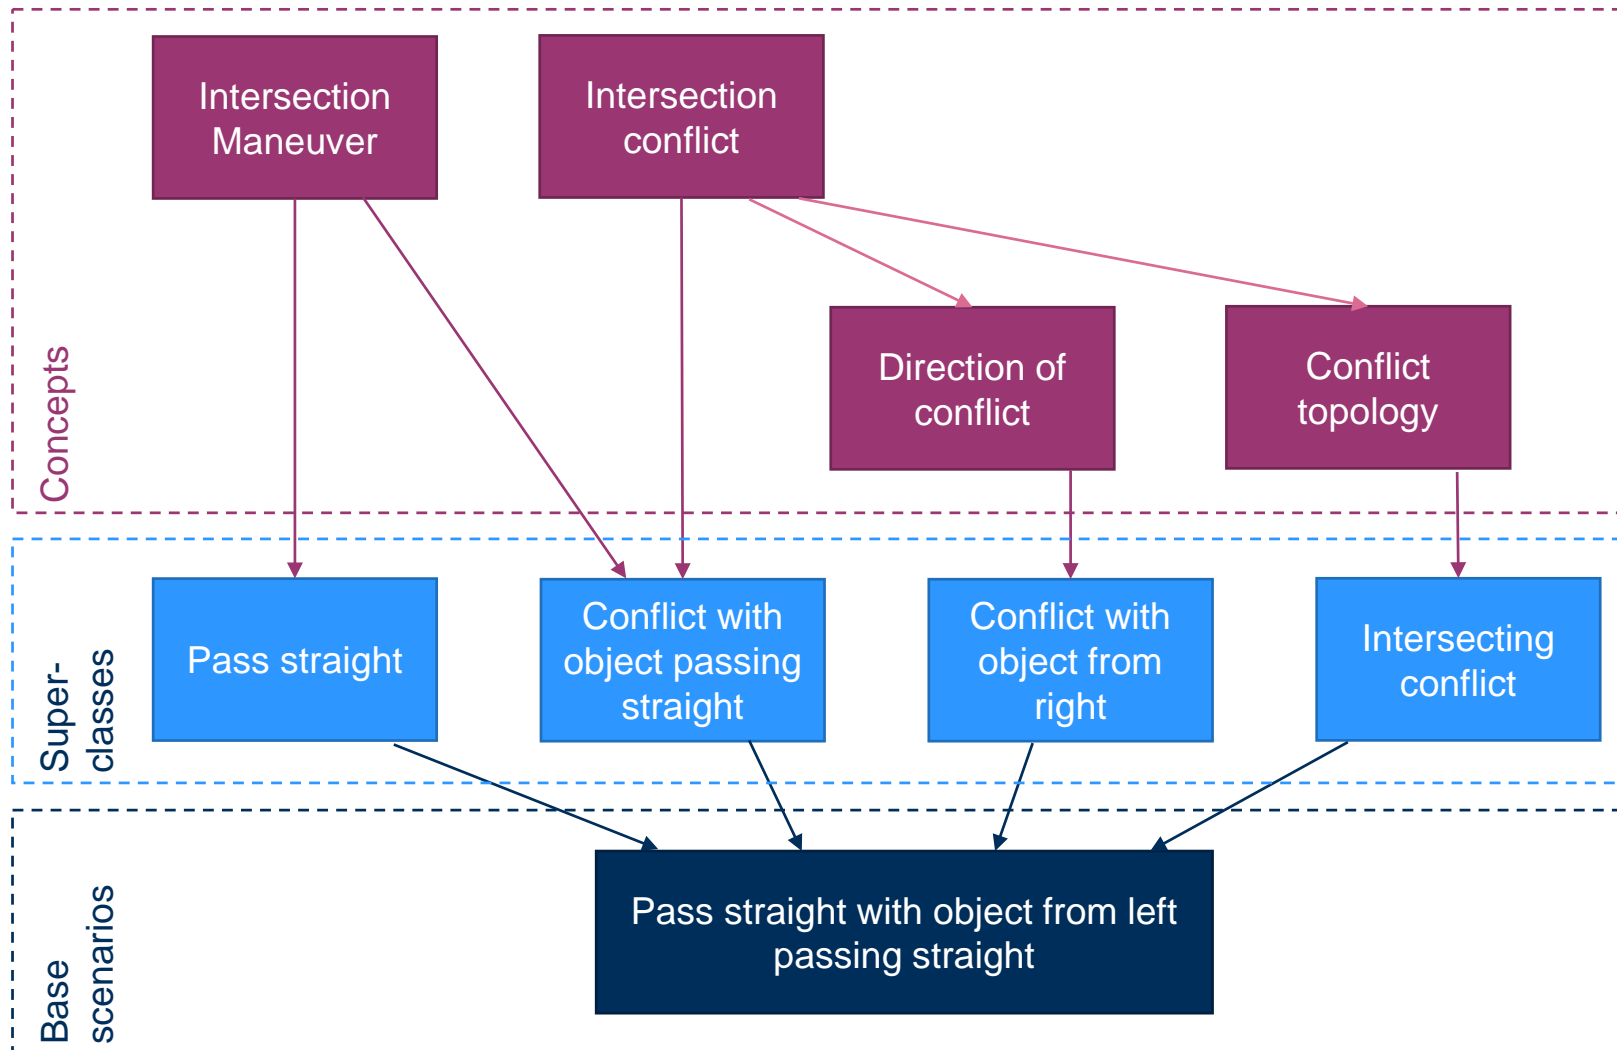 Intersection
Maneuver
Intersection
conflict
Direction of
conflict
Conflict
topology
Concepts
Pass straight
Conflict with
object passing
straight
Conflict with
object from
right
Intersecting
conflict
Super-
classes
Pass straight with object from left
passing straight
Base
scenarios